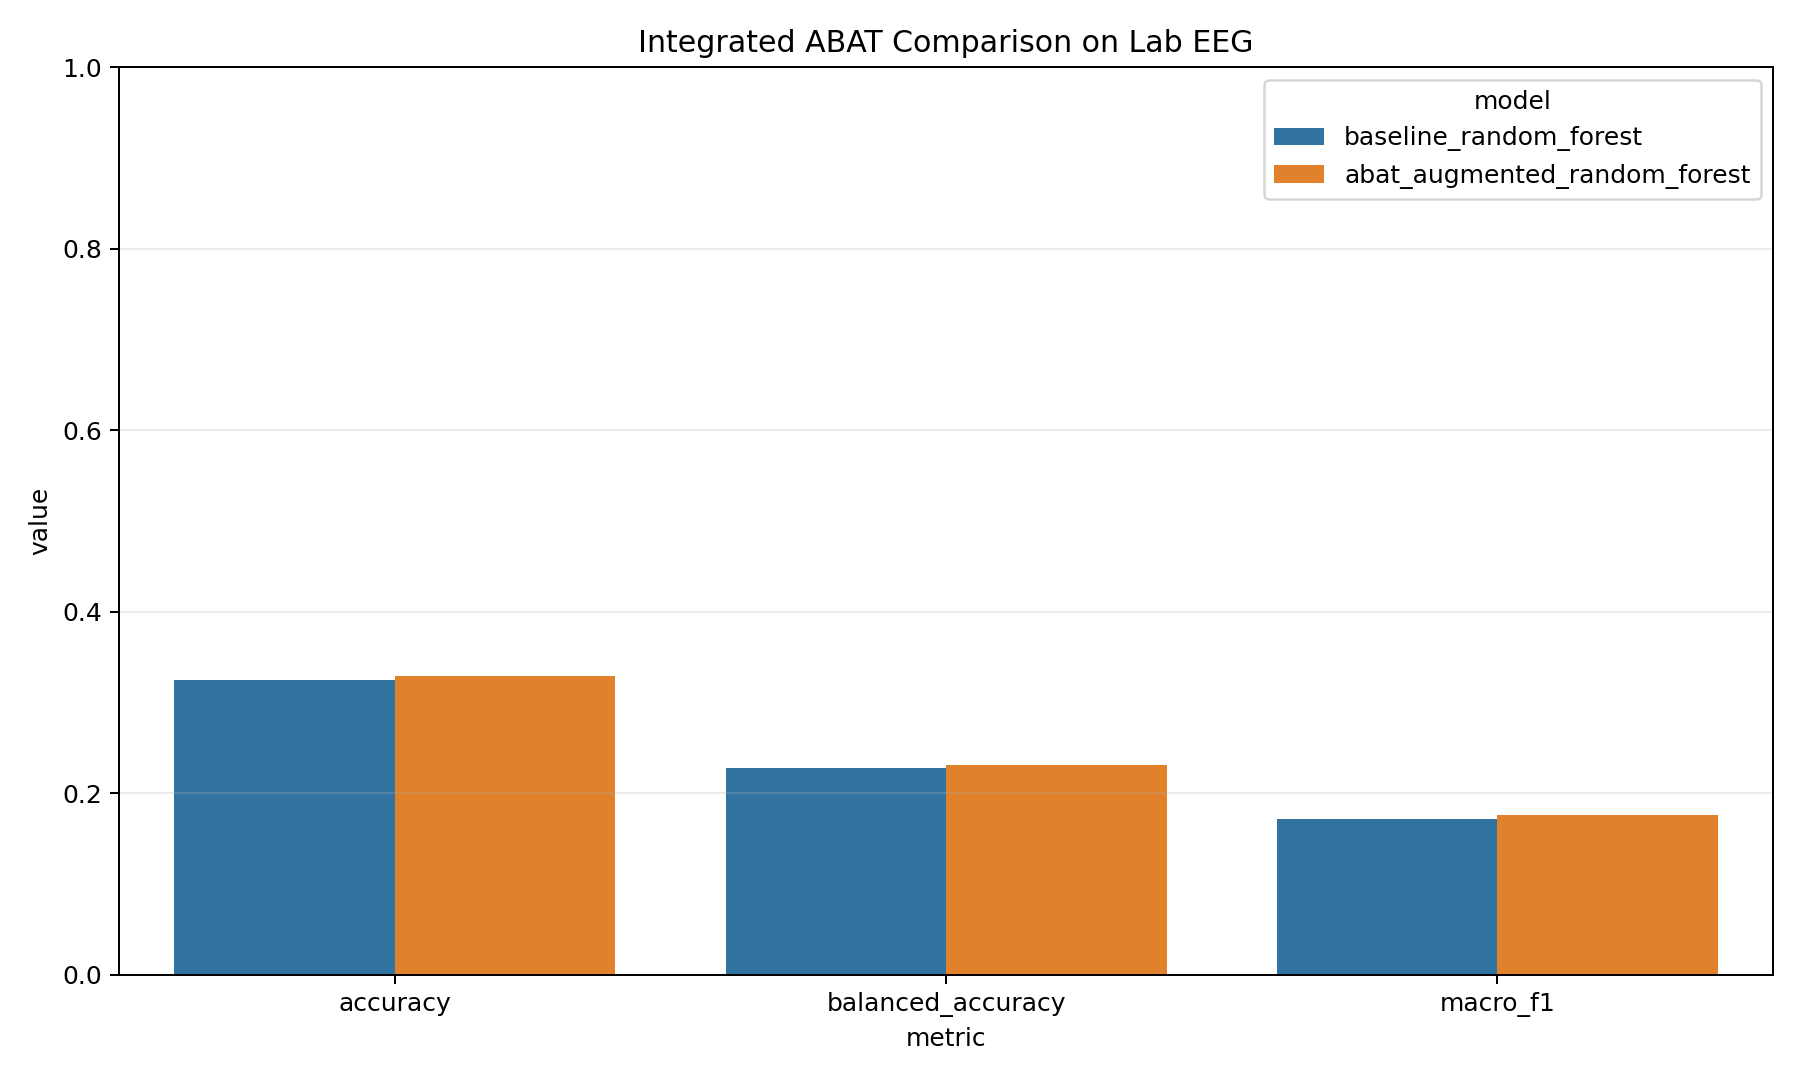 Integrated ABAT Comparison on Lab EEG
model
baseline_random_forest
abat_augmented_random_forest
1.0
0.8
0.6
0.4
0.2
0.0
value
accuracy
balanced_accuracy
macro_f1
metric